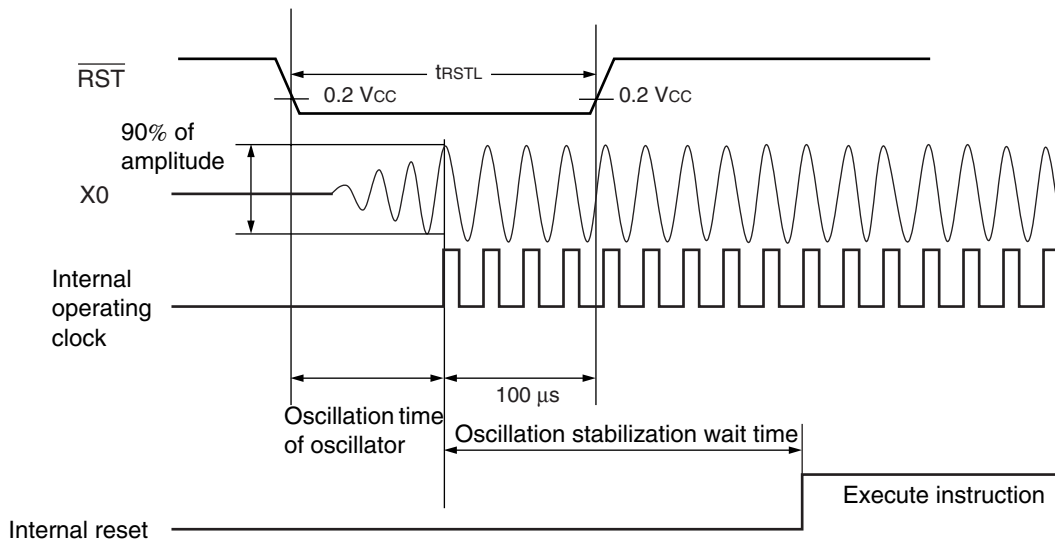 RST
tRSTL
0.2 VCC
0.2 VCC
90% of
amplitude
X0
Internal
operating
clock
100 μs
Oscillation time
of oscillator
Oscillation stabilization wait time
Execute instruction
Internal reset